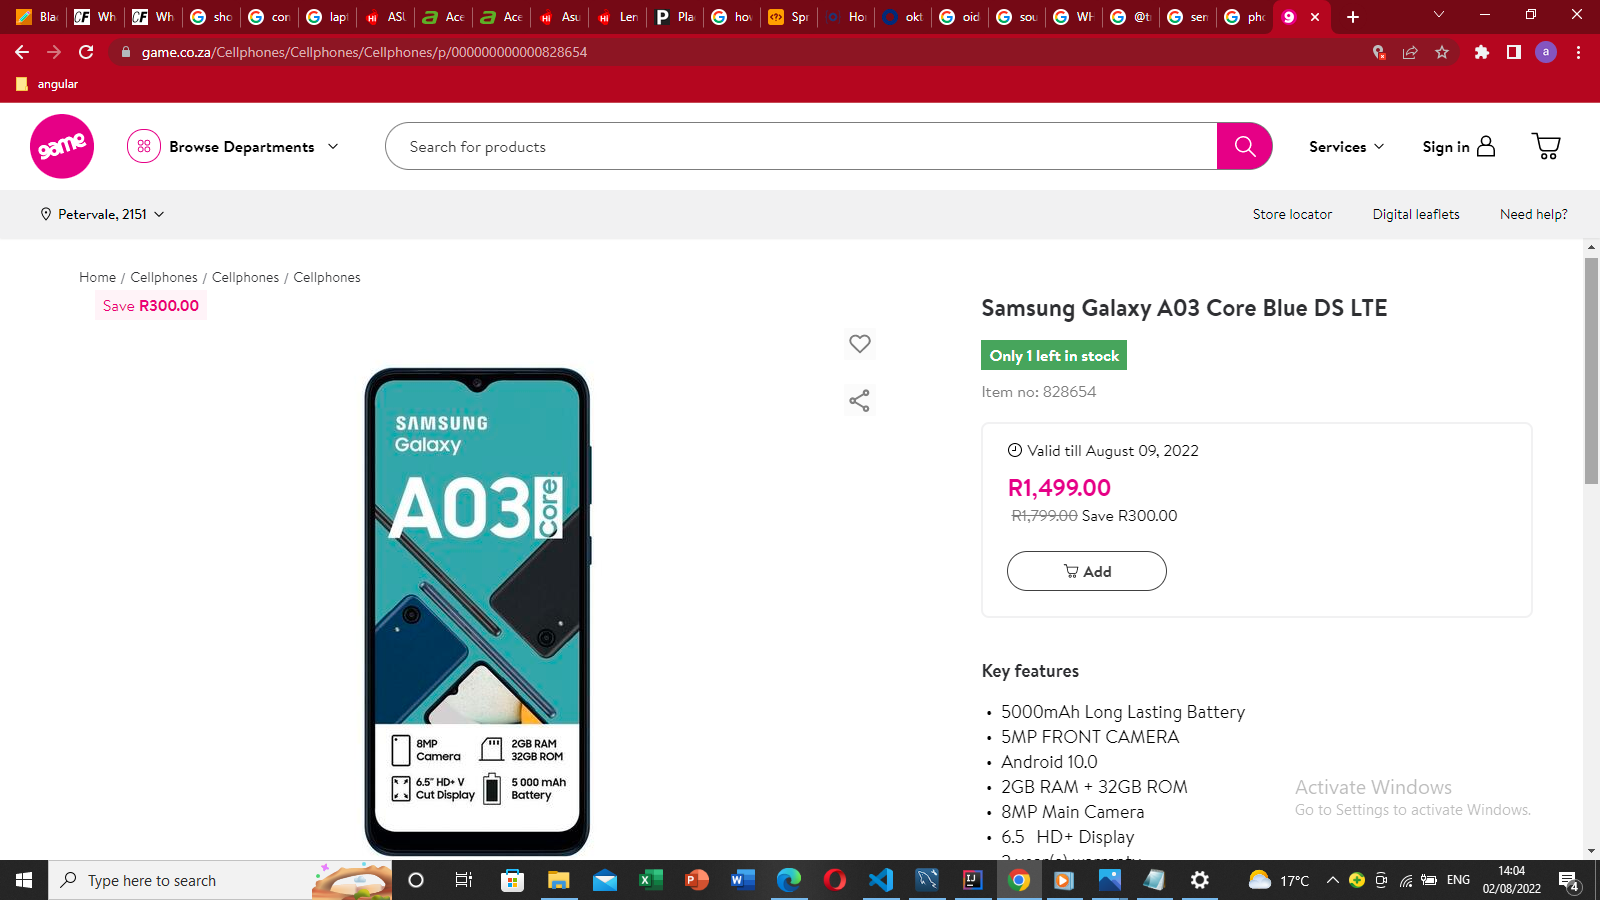 Bla
Wh
Wh
sho
con
lapt
ASU
Ace
Ace
Asu
Len
Pla
hov
Spr
Ho
okt
oid
sou
WH
@ti
sen
pho
game.co.za/Cellphones/Cellphones/Cellphones/p/000000000000828654
a
angular
game
Browse Departments
Search for products
Services
Sign in
Petervale, 2151
Store locator
Digital leaflets
Need help?
Home / Cellphones / Cellphones / Cellphones
Save R300.00
SAMSUNG
Galaxy
A03 Core
8MP
Camera
2GB RAM
32GB ROM
6.5" HD+ V
Cut Display
5 000 mAh
Battery
Samsung Galaxy A03 Core Blue DS LTE
Only 1 left in stock
Item no: 828654
Valid till August 09, 2022
R1,499.00
R1,799.00 Save R300.00
Add
Key features
• 5000mAh Long Lasting Battery
• 5MP FRONT CAMERA
• Android 10.0
• 2GB RAM + 32GB ROM
• 8MP Main Camera
• 6.5 HD+ Display
Activate Windows
Go to Settings to activate Windows.
Type here to search
17°C
ENG
14:04
02/08/2022
4